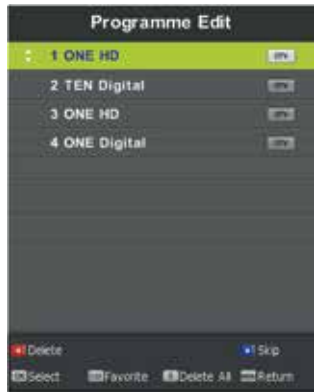 Programme Edit
1 ONE HD
2 TEN Digital
3 ONE HD
4 ONE Digital
Delete Skip
OK Select Favorite Delete All Return